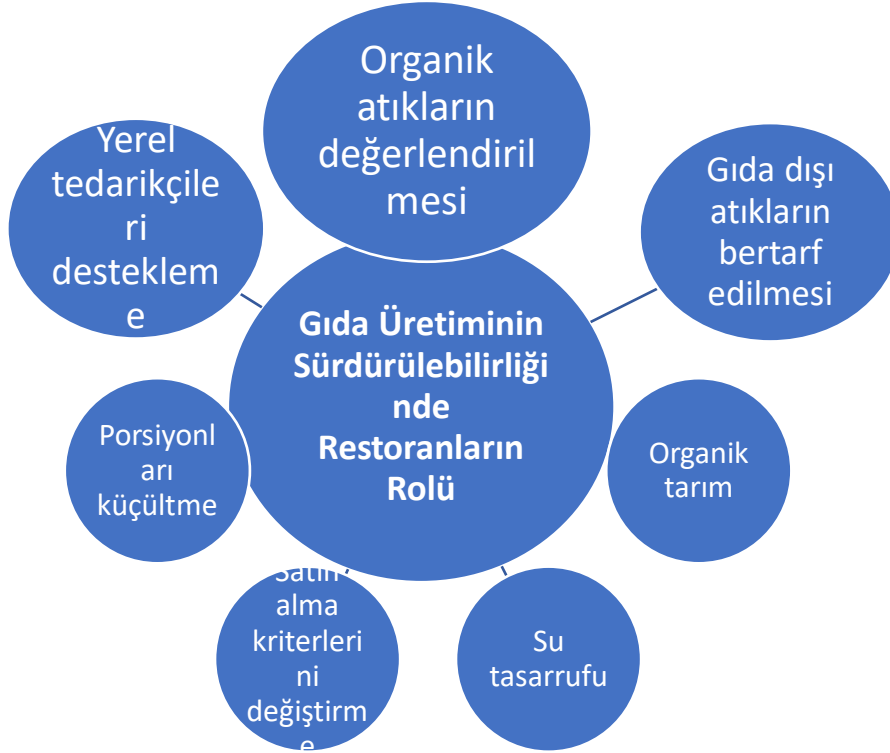 Organik
atıkların
değerlendiril
mesi
Yerel
tedarikçile
ri
destekleme
e
Gıda dışı
atıkların
bertarf
edilmesi
Gıda Üretiminin
Sürdürülebilirliği
nde
Restoranların
Rolü
Porsiyonl
arı
küçültme
Organik
tarım
Satın
alma
kriterleri
ni
değiştirm
e
Su
tasarrufu